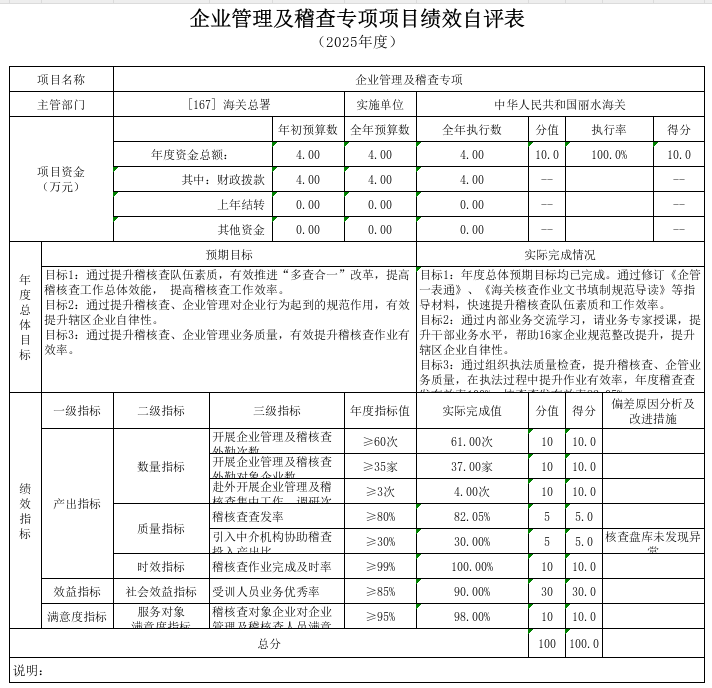 企业管理及稽查专项项目绩效自评表
（2025年度）
项目名称 企业管理及稽查专项
主管部门 [167] 海关总署 实施单位 中华人民共和国丽水海关
项目资金
（万元）
年初预算数 全年预算数 全年执行数 分值 执行率 得分
年度资金总额： 4.00 4.00 4.00 10.0 100.0% 10.0
其中：财政拨款 4.00 4.00 4.00 -- --
上年结转 0.00 0.00 0.00 -- --
其他资金 0.00 0.00 0.00 -- --
年度总体目标
预期目标 实际完成情况
目标1：通过提升稽核查队伍素质，有效推进“多查合一”改革，提高
稽核查工作总体效能， 提高稽核查工作效率。
目标2：通过提升稽核查、企业管理对企业行为起到的规范作用，有效
提升辖区企业自律性。
目标3：通过提升稽核查、企业管理业务质量，有效提升稽核查作业有
效率。
目标1：年度总体预期目标均已完成。通过修订《企管
一表通》、《海关核查作业文书填制规范导读》等指
导材料，快速提升稽核查队伍素质和工作效率。
目标2：通过内部业务交流学习，请业务专家授课，提
升干部业务水平，帮助16家企业规范整改提升，提升
辖区企业自律性。
目标3：通过组织执法质量检查，提升稽核查、企管业
务质量，在执法过程中提升作业有效率，年度稽查查
绩效指标
一级指标 二级指标 三级指标 年度指标值 实际完成值 分值 得分 偏差原因分析及
改进措施
产出指标
数量指标
开展企业管理及稽核查
外勤次数
≥60次 61.00次 10 10.0
开展企业管理及稽核查
外勤对象企业数
≥35家 37.00家 10 10.0
赴外开展企业管理及稽
核查集中工作、调研次
≥3次 4.00次 10 10.0
质量指标
稽核查查发率 ≥80% 82.05% 5 5.0
引入中介机构协助稽查
投入产出比
≥30% 30.00% 5 5.0 核查盘库未发现异
常
时效指标 稽核查作业完成及时率 ≥99% 100.00% 10 10.0
效益指标 社会效益指标 受训人员业务优秀率 ≥85% 90.00% 30 30.0
满意度指标 服务对象
满意度指标
稽核查对象企业对企业
管理及稽核查人员满意
≥95% 98.00% 10 10.0
总分 100 100.0
说明：